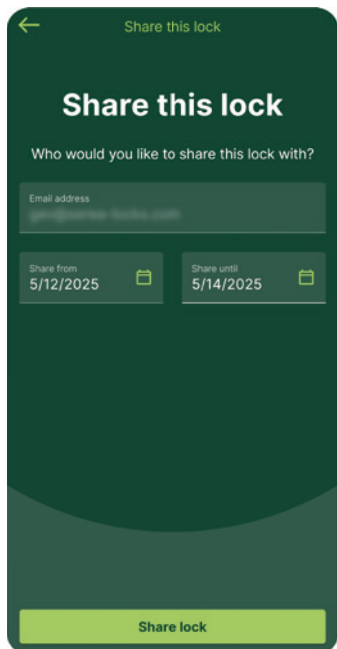 Share this lock
Share this lock
Who would you like to share this lock with?
Email address
Share from
5/12/2025
Share until
5/14/2025
Share lock